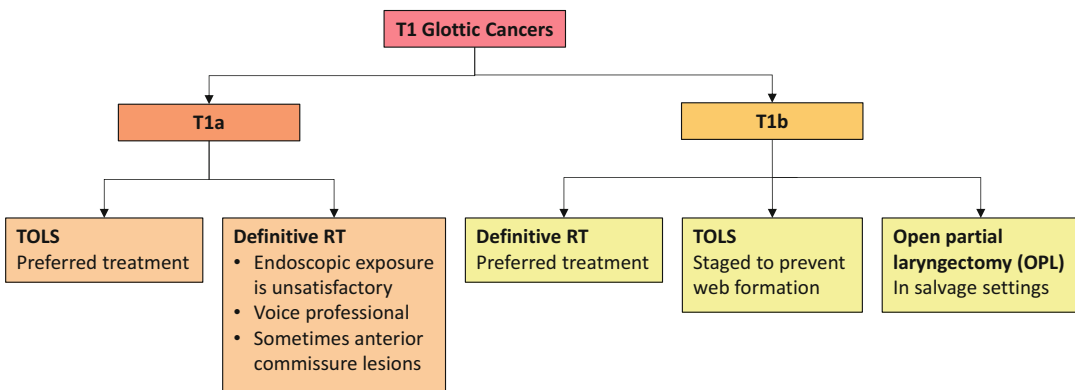 T1 Glottic Cancers
T1a
T1b
TOLS
Preferred treatment
Definitive RT
• Endoscopic exposure
is unsatisfactory
• Voice professional
• Sometimes anterior
commissure lesions
Definitive RT
Preferred treatment
TOLS
Staged to prevent
web formation
Open partial
laryngectomy (OPL)
In salvage settings